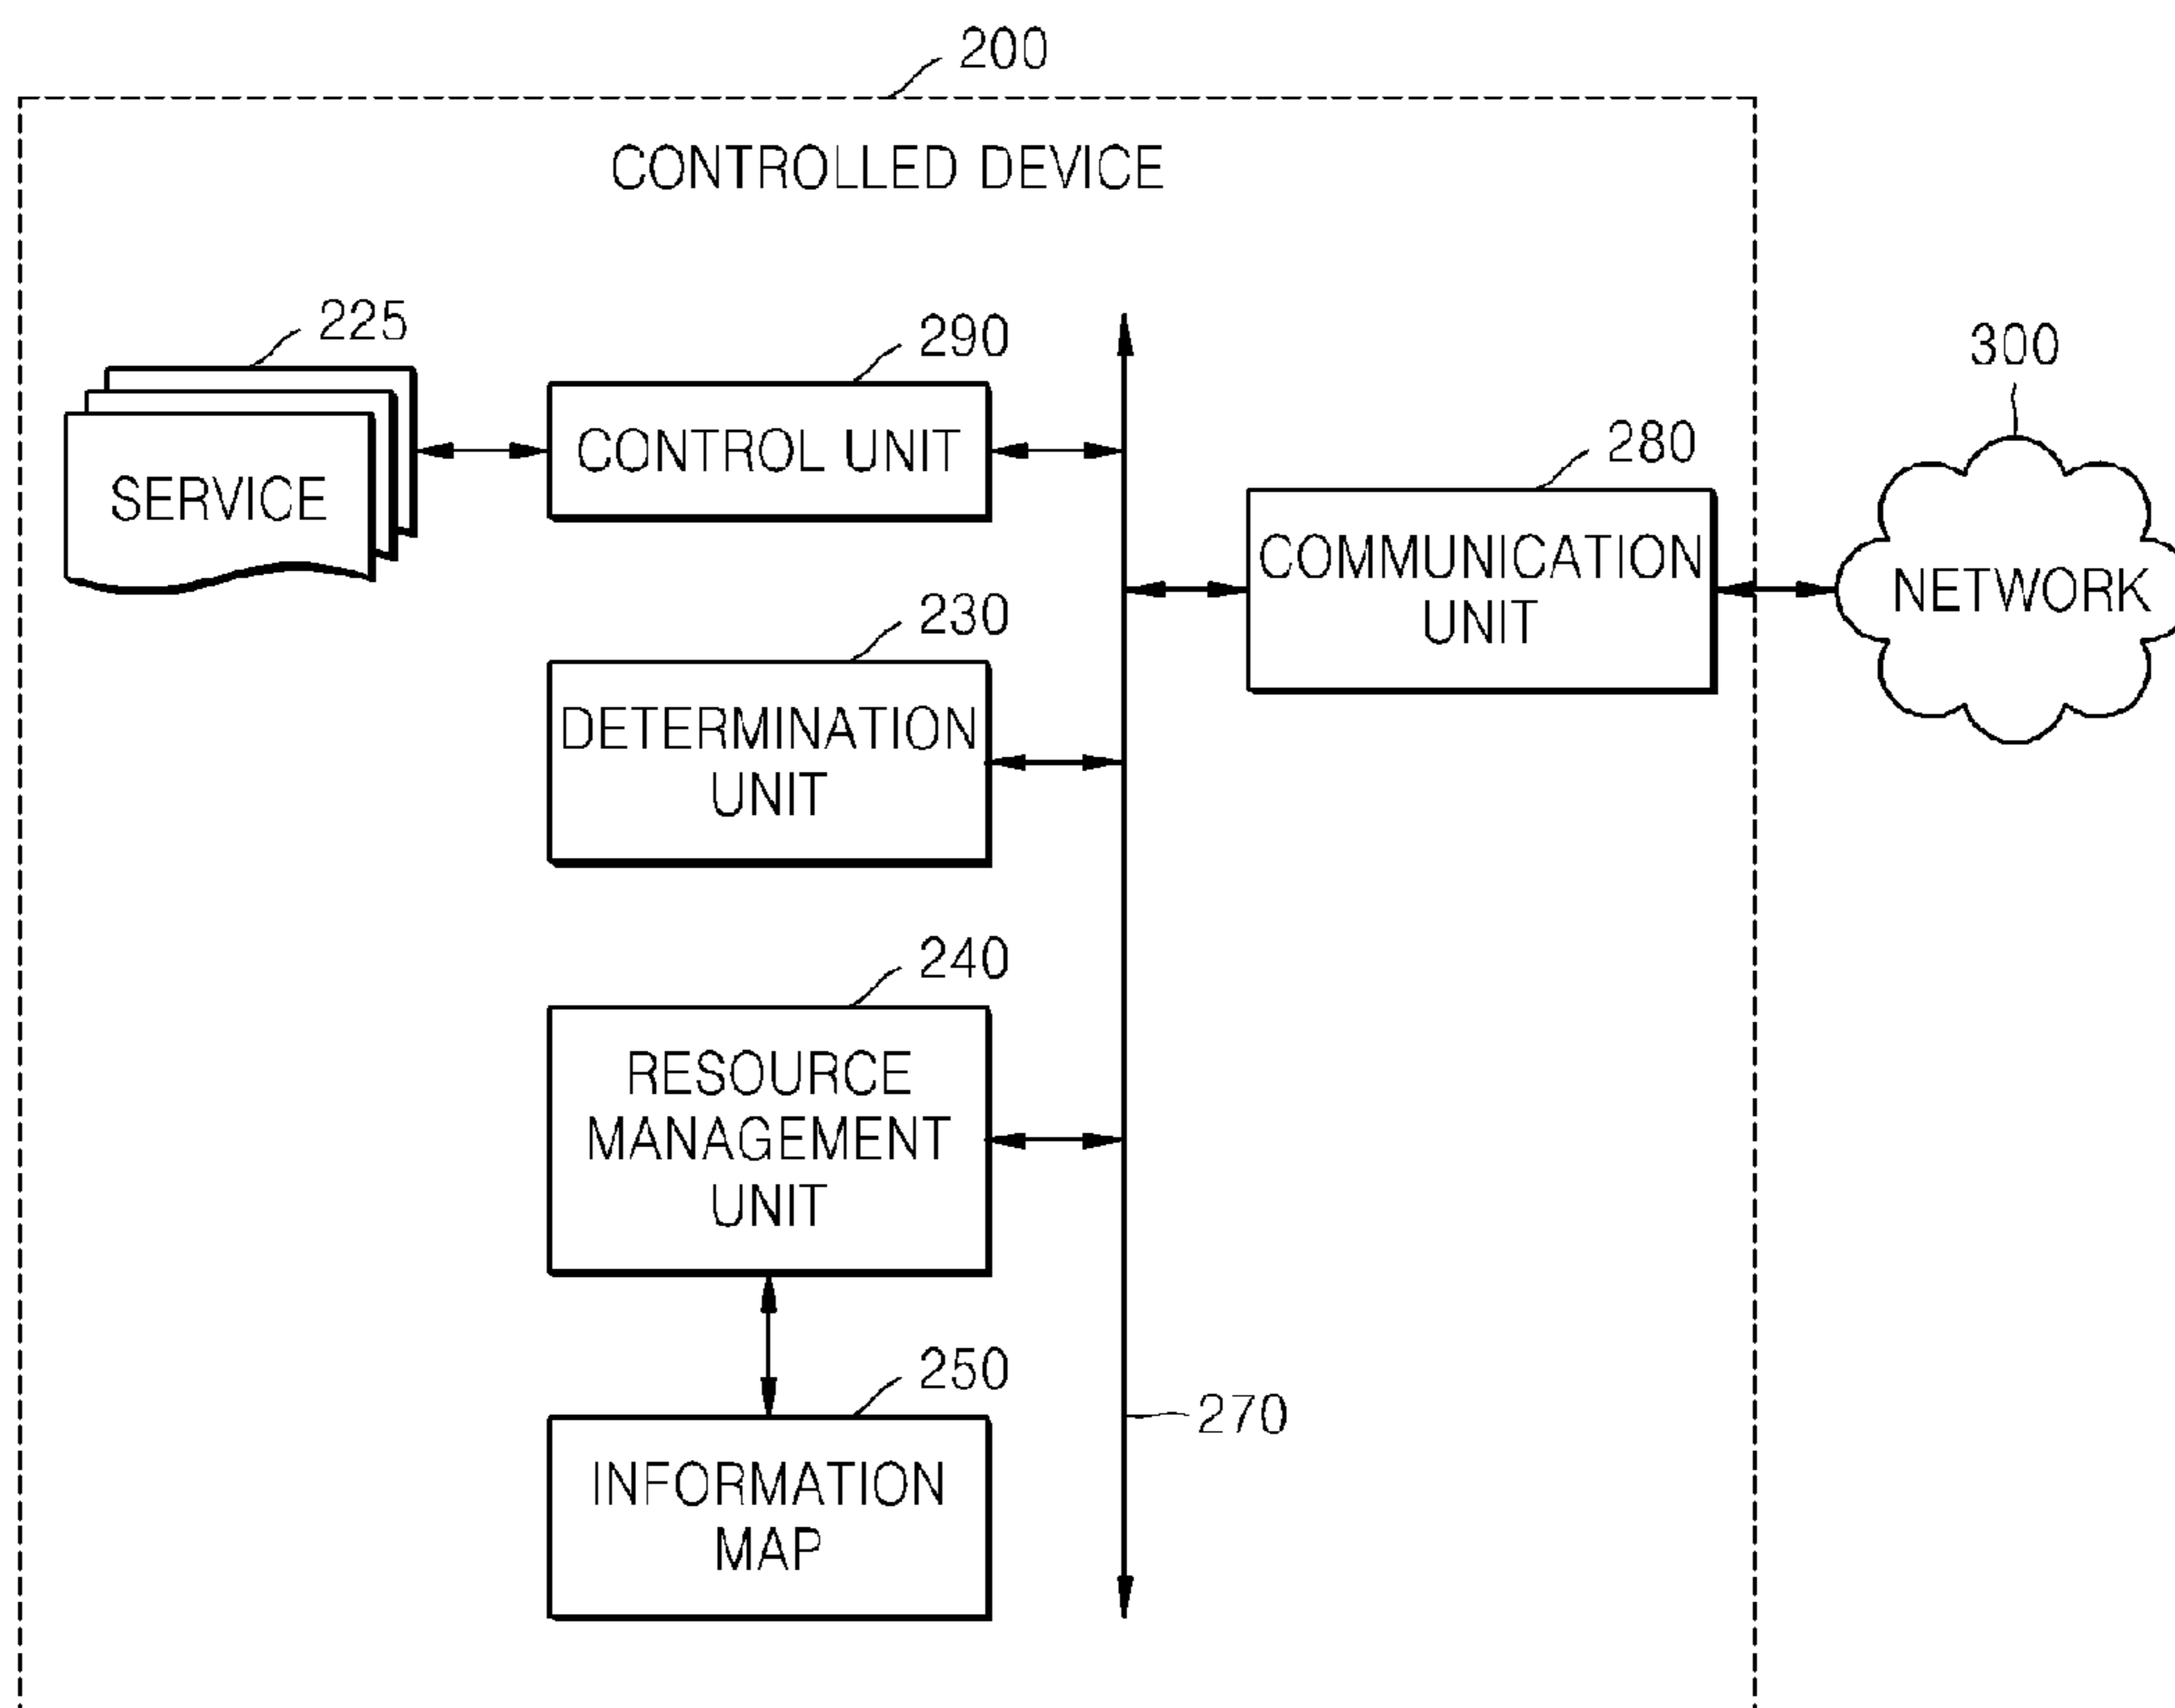 200
CONTROLLED DEVICE
225
290
300
280
SERVICE
CONTROL UNIT
COMMUNICATION
UNIT
NETWORK
230
DETERMINATION
UNIT
240
RESOURCE
MANAGEMENT
UNIT
250
270
INFORMATION
MAP